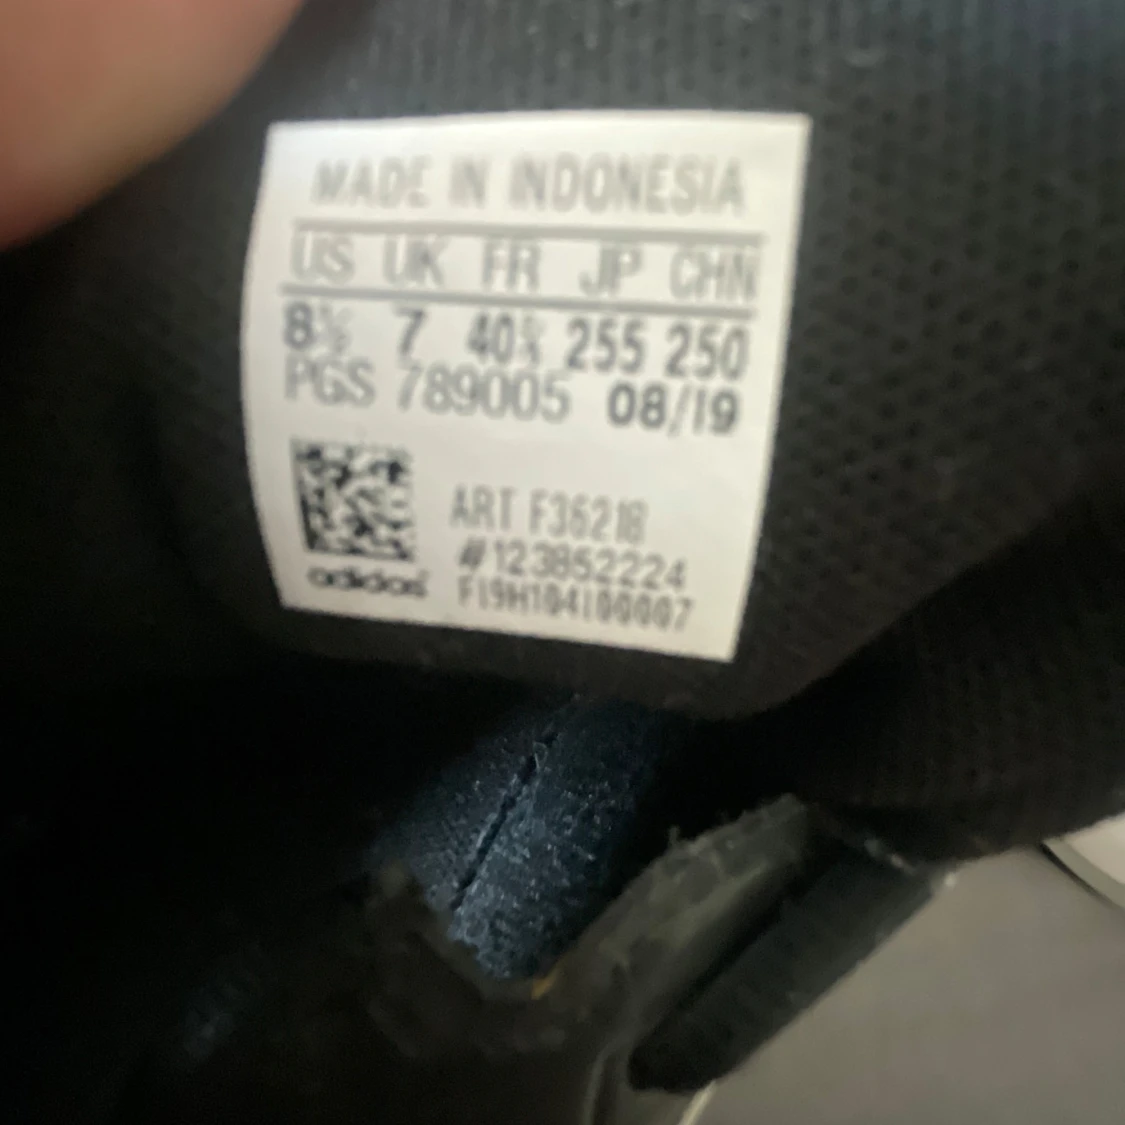 MADE IN INDONESIA
US UK FR JP CHN
8½ 7 40⅔ 255 250
PGS 789005 08/19
ART F36218
#123852224
F19H104100007
adidas